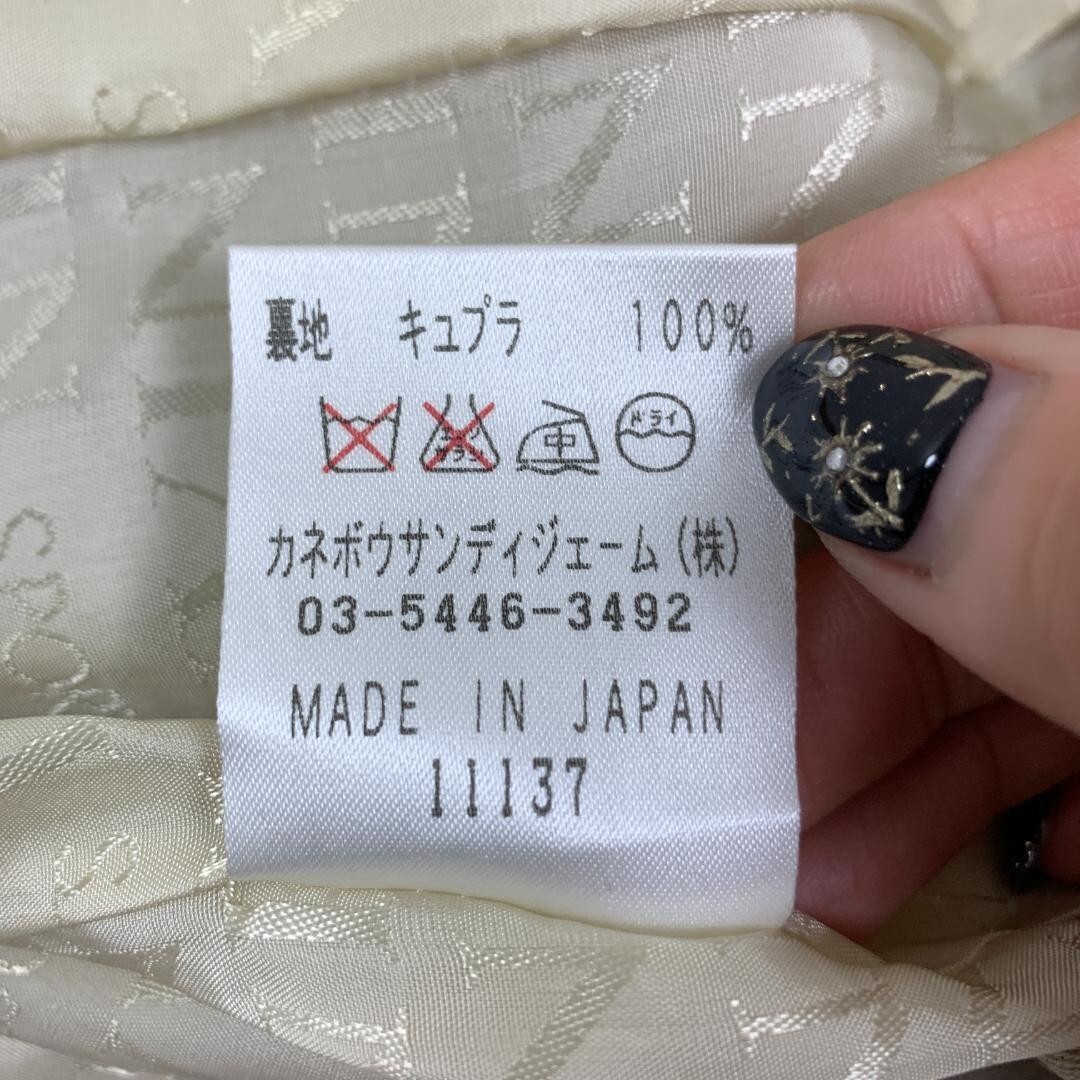 裏地 キュプラ 100%
中 ドライ
カネボウサンディジェーム(株)
03-5446-3492
MADE IN JAPAN
11137